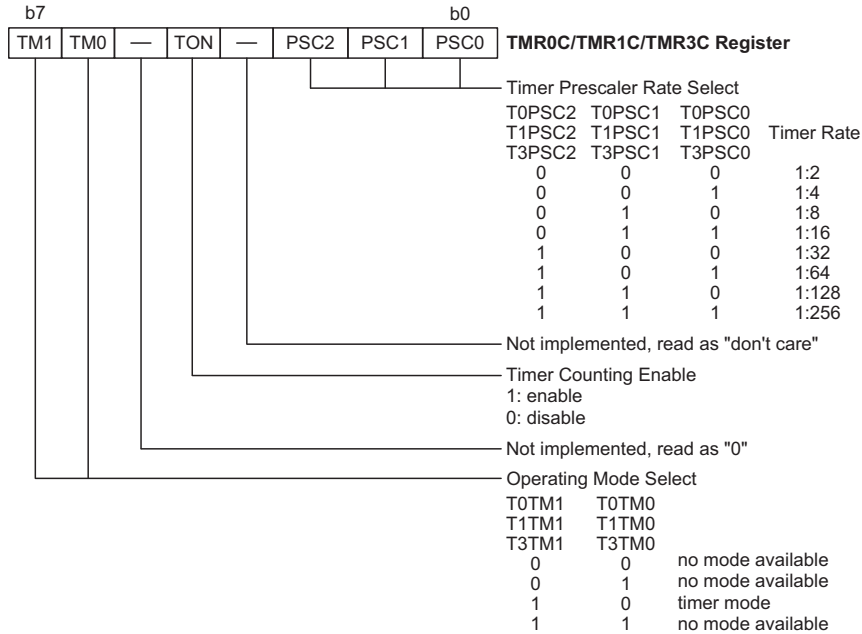 b7 b0
TM1 TM0 — TON — PSC2 PSC1 PSC0 TMR0C/TMR1C/TMR3C Register
Timer Prescaler Rate Select
T0PSC2 T0PSC1 T0PSC0
T1PSC2 T1PSC1 T1PSC0 Timer Rate
T3PSC2 T3PSC1 T3PSC0
0 0 0 1:2
0 0 1 1:4
0 1 0 1:8
0 1 1 1:16
1 0 0 1:32
1 0 1 1:64
1 1 0 1:128
1 1 1 1:256
Not implemented, read as "don't care"
Timer Counting Enable
1: enable
0: disable
Not implemented, read as "0"
Operating Mode Select
T0TM1 T0TM0
T1TM1 T1TM0
T3TM1 T3TM0
0 0 no mode available
0 1 no mode available
1 0 timer mode
1 1 no mode available